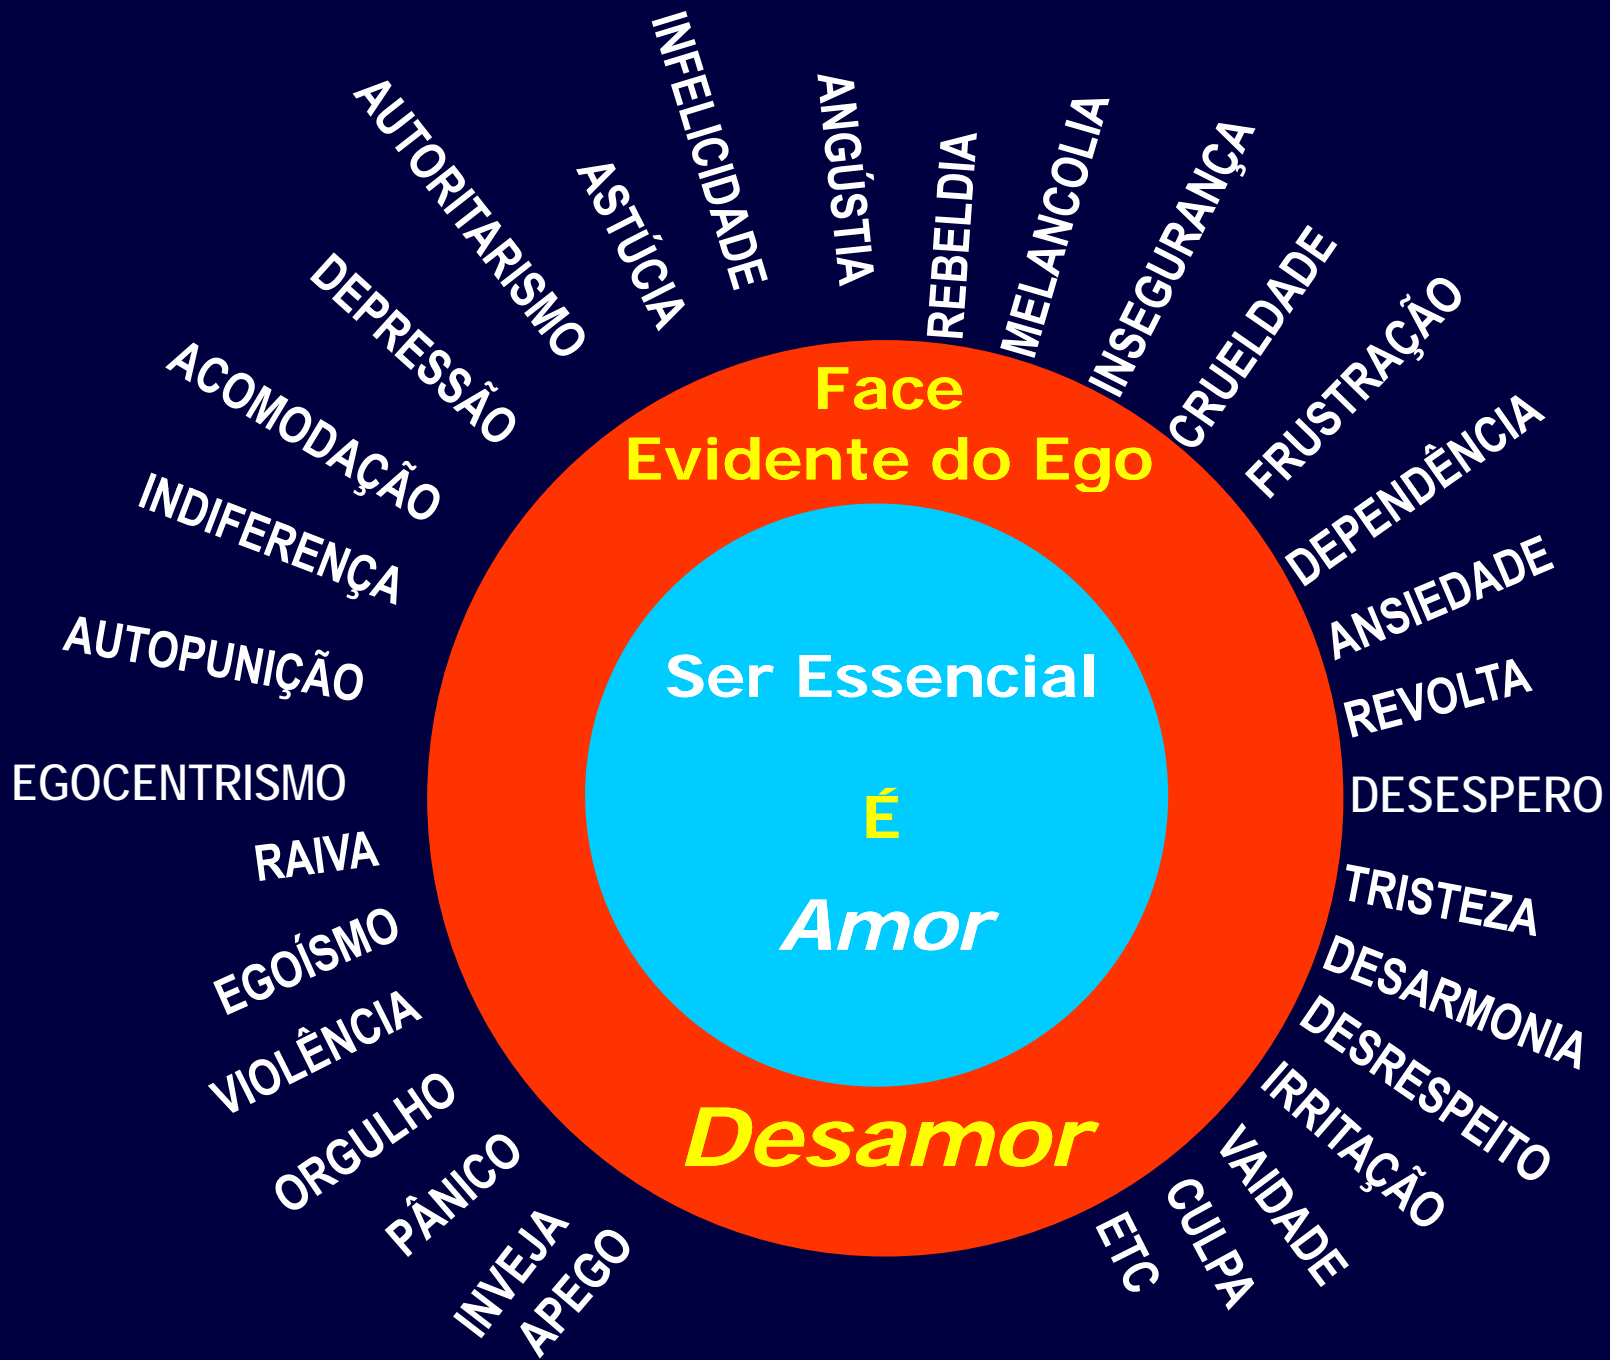 INFELICIDADE
ANGÚSTIA
REBELDIA
MELANCOLIA
INSEGURANÇA
CRUELDADE
FRUSTRAÇÃO
DEPENDÊNCIA
ANSIEDADE
REVOLTA
DESESPERO
TRISTEZA
DESARMONIA
DESRESPEITO
IRRITAÇÃO
VAIDADE
CULPA
ETC
APEGO
INVEJA
PÂNICO
ORGULHO
VIOLÊNCIA
EGOÍSMO
RAIVA
EGOCENTRISMO
AUTOPUNIÇÃO
INDIFERENÇA
ACOMODAÇÃO
DEPRESSÃO
AUTORITARISMO
ASTÚCIA
Face
Evidente do Ego
Ser Essencial
É
Amor
Desamor